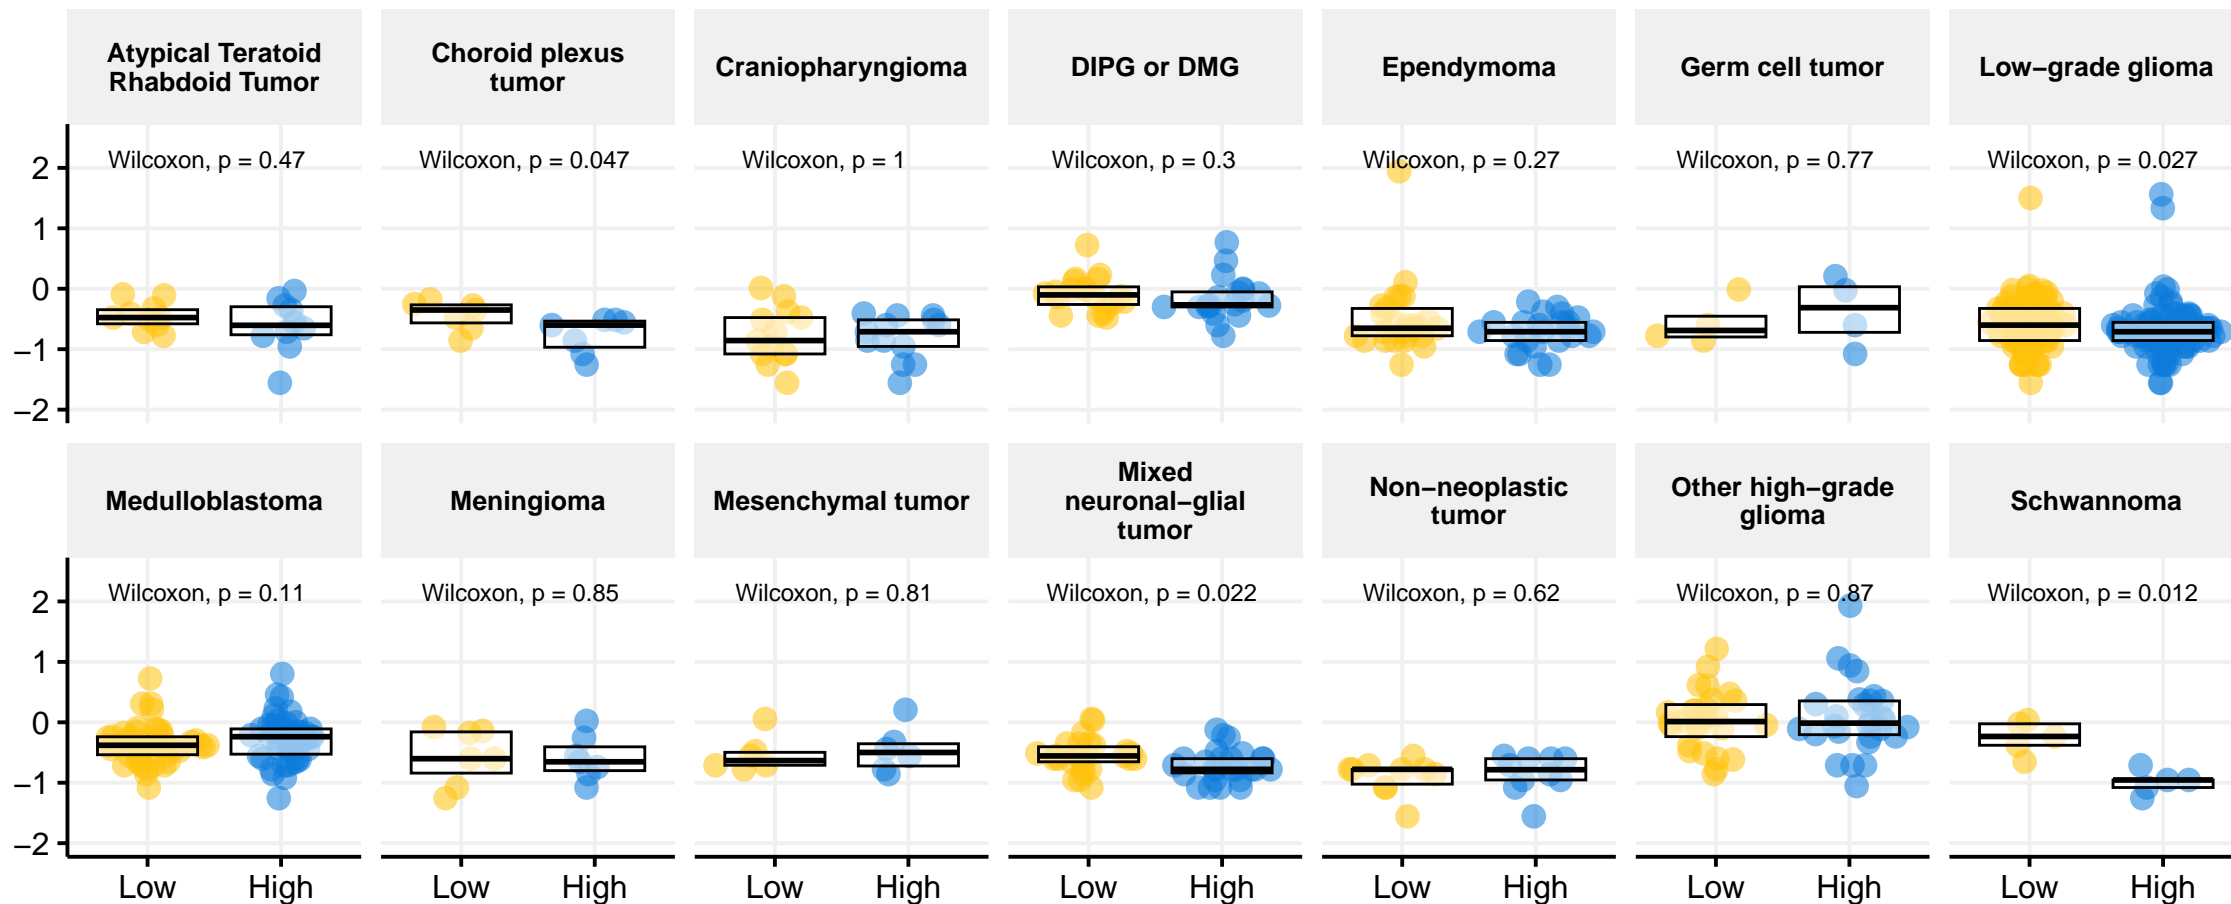 Atypical Teratoid
Rhabdoid Tumor
Choroid plexus
tumor
Craniopharyngioma
DIPG or DMG
Ependymoma
Germ cell tumor
Low−grade glioma
Wilcoxon, p = 0.47
Wilcoxon, p = 0.047
Wilcoxon, p = 1
Wilcoxon, p = 0.3
Wilcoxon, p = 0.27
Wilcoxon, p = 0.77
Wilcoxon, p = 0.027
2
1
0
−1
−2
Medulloblastoma
Meningioma
Mesenchymal tumor
Mixed
neuronal−glial
tumor
Non−neoplastic
tumor
Other high−grade
glioma
Schwannoma
Wilcoxon, p = 0.11
Wilcoxon, p = 0.85
Wilcoxon, p = 0.81
Wilcoxon, p = 0.022
Wilcoxon, p = 0.62
Wilcoxon, p = 0.87
Wilcoxon, p = 0.012
2
1
0
−1
−2
Low High Low High Low High Low High Low High Low High Low High